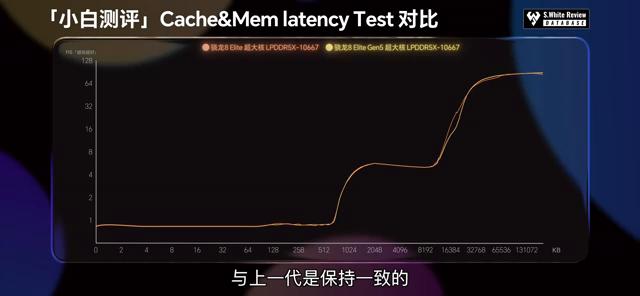 「小白测评」Cache&Mem latency Test 对比
S.White Review
DATABASE
骁龙8 Elite 超大核 LPDDR5X-10667 骁龙8 Elite Gen5 超大核 LPDDR5X-10667
128
64
32
16
8
4
2
1
0 2 4 8 16 32 64 128 258 512 1024 2048 4096 8192 16384 32768 65536 131072 KB
与上一代是保持一致的